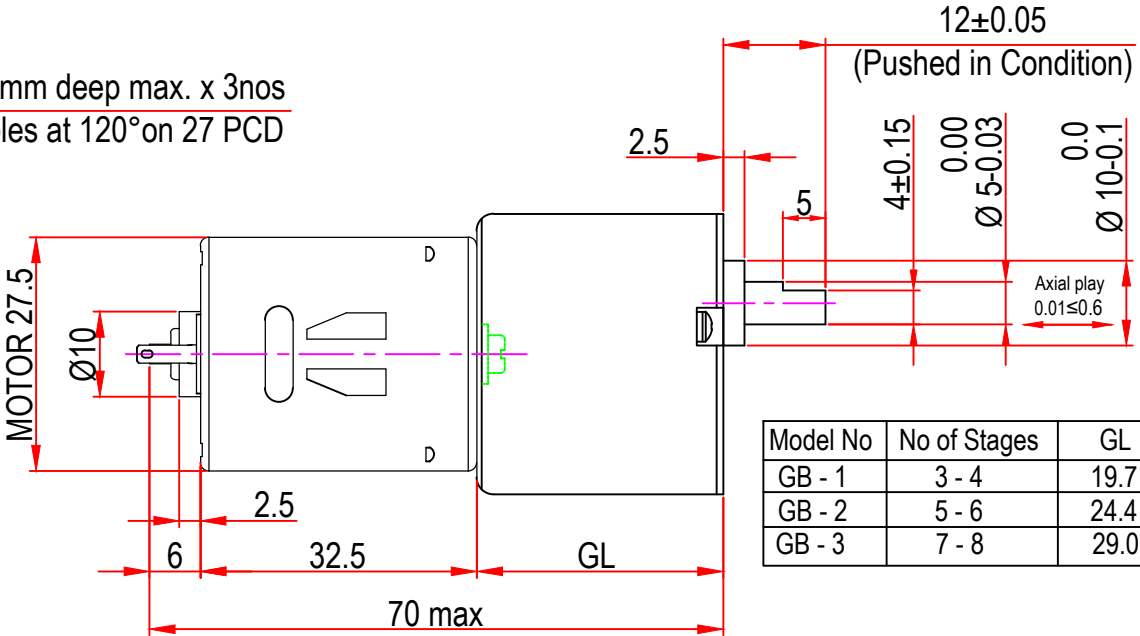 12±0.05
(Pushed in Condition)
mm deep max. x 3nos
at 120°on 27 PCD
2.5
5
4±0.15
0.00
Ø 5-0.03
0.0
Ø 10-0.1
Axial play
0.01≤0.6
MOTOR 27.5
Ø10
2.5
6
32.5
GL
70 max
Model No No of Stages GL
GB - 1 3 - 4 19.7
GB - 2 5 - 6 24.4
GB - 3 7 - 8 29.0